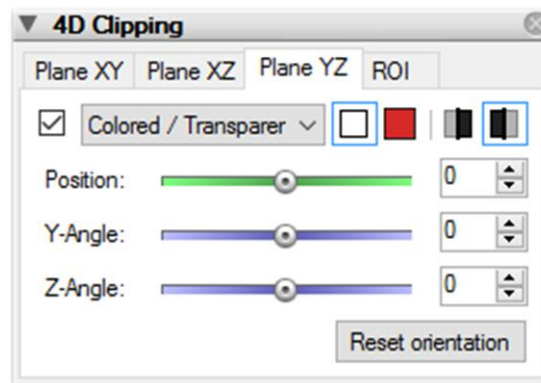 4D Clipping
Plane XY Plane XZ Plane YZ ROI
Colored / Transparer
Position: 0
Y-Angle: 0
Z-Angle: 0
Reset orientation